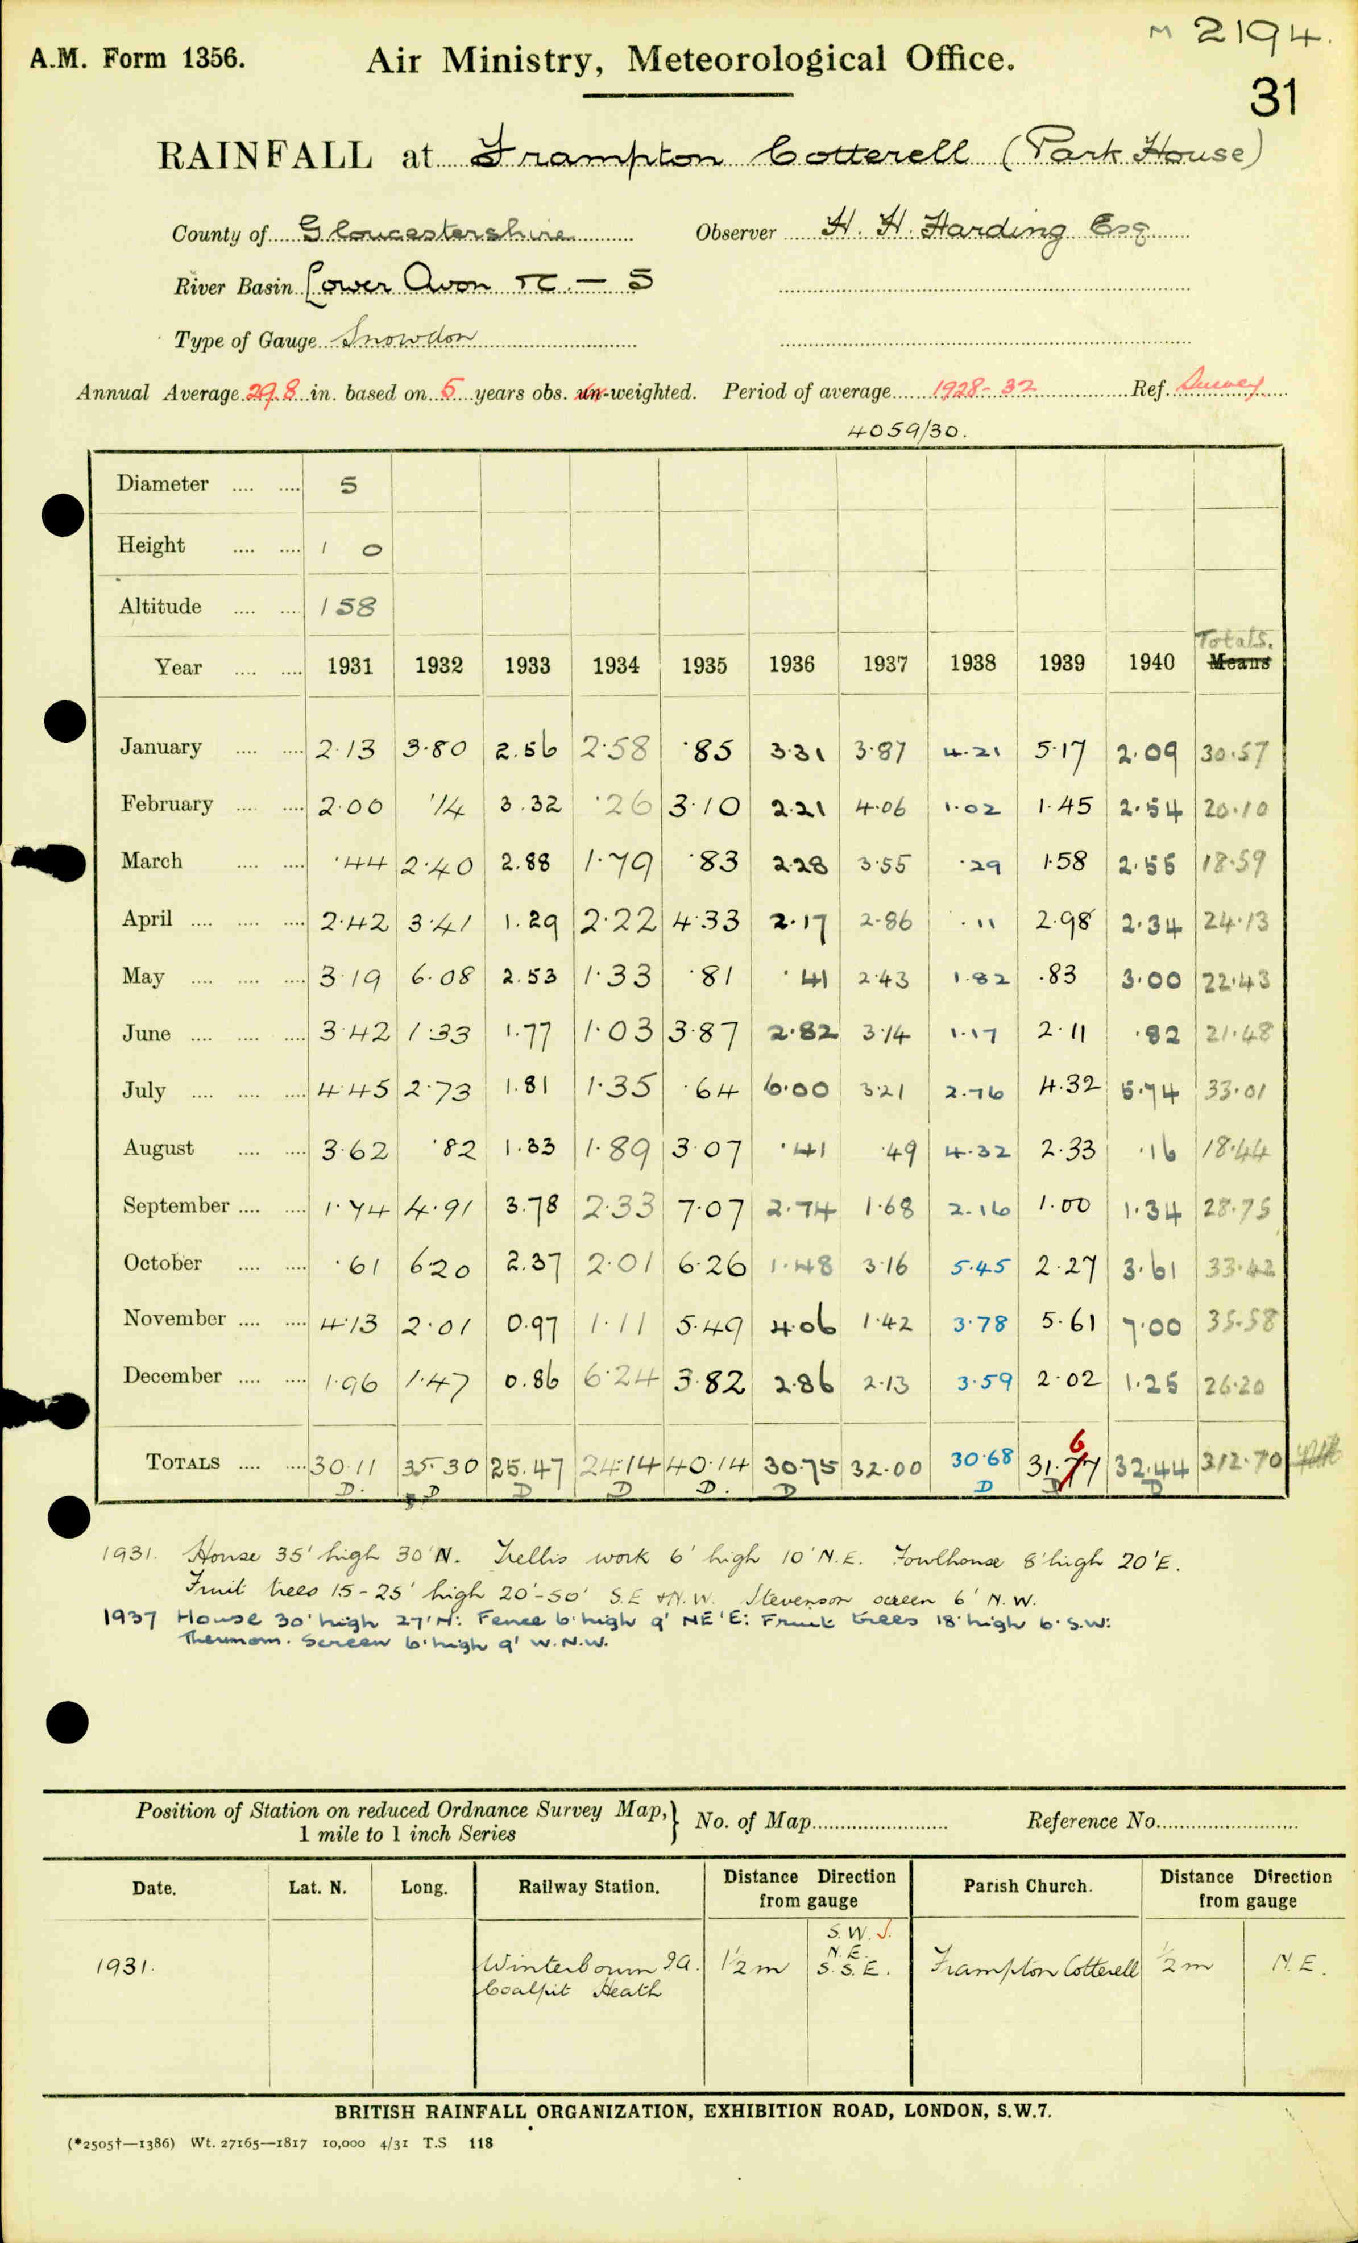 M 2194.
A.M. Form 1356. Air Ministry, Meteorological Office.
31
RAINFALL at Frampton Cotterell (Park House)
County of Gloucestershire Observer H. H. Harding Esq
River Basin Lower Avon &c. — 5
Type of Gauge Snowdon
Annual Average 29.8 in. based on 5 years obs. un-weighted. Period of average 1928-32 Ref. Survey
4059/30.
Diameter .... .... 5
Height .... .... 1 0
Altitude .... .... 158
Totals.
Year .... .... 1931 1932 1933 1934 1935 1936 1937 1938 1939 1940 Means
January .... .... 2·13 3·80 2.56 2·58 ·85 3·31 3·87 4·21 5·17 2·09 30·57
February .... .... 2·00 ·14 3.32 ·26 3·10 2·21 4·06 1·02 1·45 2·54 20·10
March .... .... ·44 2·40 2.88 1·79 ·83 2·28 3·55 ·29 1·58 2·55 18·59
April .... .... .... 2·42 3·41 1.29 2·22 4·33 2·17 2·86 ·11 2·98 2·34 24·13
May .... .... .... 3·19 6·08 2.53 1·33 ·81 ·41 2·43 1·82 ·83 3·00 22·43
June .... .... .... 3·42 1·33 1.77 1·03 3·87 2·82 3·14 1·17 2·11 ·82 21·48
July .... .... .... 4·45 2·73 1.81 1·35 ·64 6·00 3·21 2·76 4·32 5·74 33·01
August .... .... 3·62 ·82 1.33 1·89 3·07 ·41 ·49 4·32 2·33 ·16 18·44
September .... .... 1·74 4·91 3.78 2·33 7·07 2·74 1·68 2·16 1·00 1·34 28·75
October .... .... ·61 6·20 2.37 2·01 6·26 1·48 3·16 5·45 2·27 3·61 33·42
November .... .... 4·13 2·01 0.97 1·11 5·49 4·06 1·42 3·78 5·61 7·00 35·58
December .... .... 1·96 1·47 0.86 6·24 3·82 2·86 2·13 3·59 2·02 1·25 26·20
6
TOTALS .... .... 30·11 35·30 25.47 24·14 40·14 30·75 32·00 30·68 31·77 32·44 312·70
D. D D D D. D D D D
1931. House 35' high 30' N. Trellis work 6' high 10' N.E. Fowlhouse 8' high 20' E.
Fruit trees 15-25' high 20'-50' S.E + N.W. Stevenson screen 6' N.W.
1937 House 30' high 27' N: Fence 6' high 9' NE'E: Fruit trees 18' high 6' S.W:
Thermom. Screen 6' high 9' W.N.W.
Position of Station on reduced Ordnance Survey Map,} No. of Map Reference No.
1 mile to 1 inch Series
Date. Lat. N. Long. Railway Station. Distance Direction from gauge Parish Church. Distance Direction from gauge
S.W. J.
N.E.
1931. Winterbourn 2a. 1½ m S.S.E. Frampton Cotterell ½ m N.E.
Coalpit Heath
BRITISH RAINFALL ORGANIZATION, EXHIBITION ROAD, LONDON, S.W.7.
(*2505†—1386) Wt. 27165—1817 10,000 4/31 T.S 118